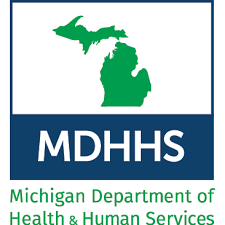 MDHHS
Michigan Department of
Health & Human Services